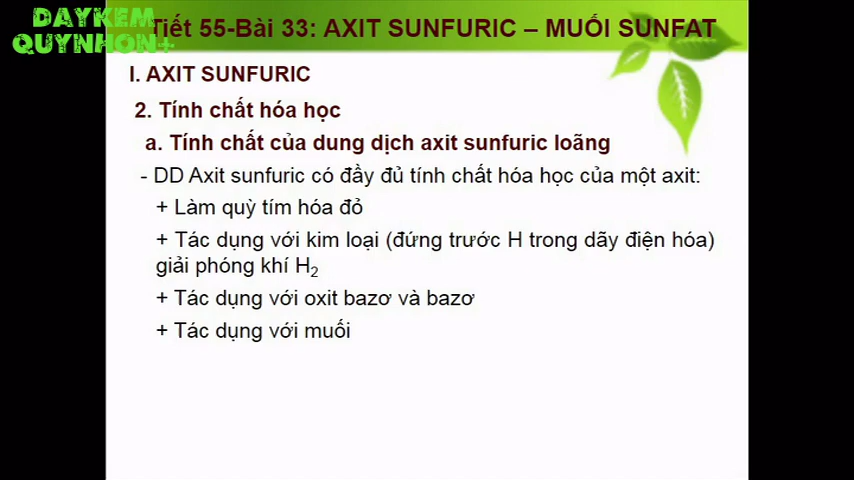 DAYKEM
QUYNHON+
Tiết 55-Bài 33: AXIT SUNFURIC – MUỐI SUNFAT
I. AXIT SUNFURIC
2. Tính chất hóa học
a. Tính chất của dung dịch axit sunfuric loãng
- DD Axit sunfuric có đầy đủ tính chất hóa học của một axit:
+ Làm quỳ tím hóa đỏ
+ Tác dụng với kim loại (đứng trước H trong dãy điện hóa)
giải phóng khí H₂
+ Tác dụng với oxit bazơ và bazơ
+ Tác dụng với muối